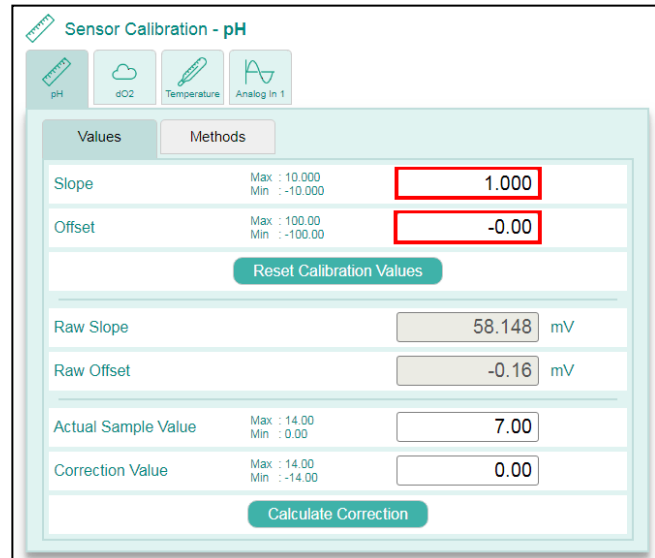 Sensor Calibration - pH
pH
dO2
Temperature
Analog In 1
Values
Methods
Slope
Max : 10.000
Min : -10.000
1.000
Offset
Max : 100.00
Min : -100.00
-0.00
Reset Calibration Values
Raw Slope
58.148 mV
Raw Offset
-0.16 mV
Actual Sample Value
Max : 14.00
Min : 0.00
7.00
Correction Value
Max : 14.00
Min : -14.00
0.00
Calculate Correction